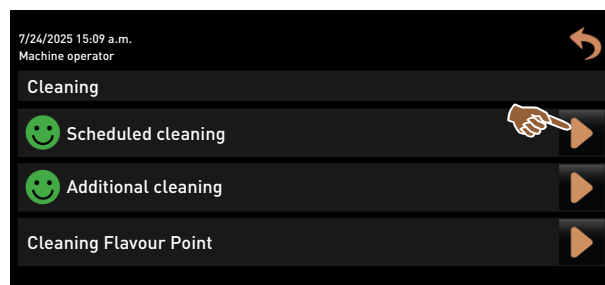 7/24/2025 15:09 a.m.
Machine operator
Cleaning
Scheduled cleaning
Additional cleaning
Cleaning Flavour Point